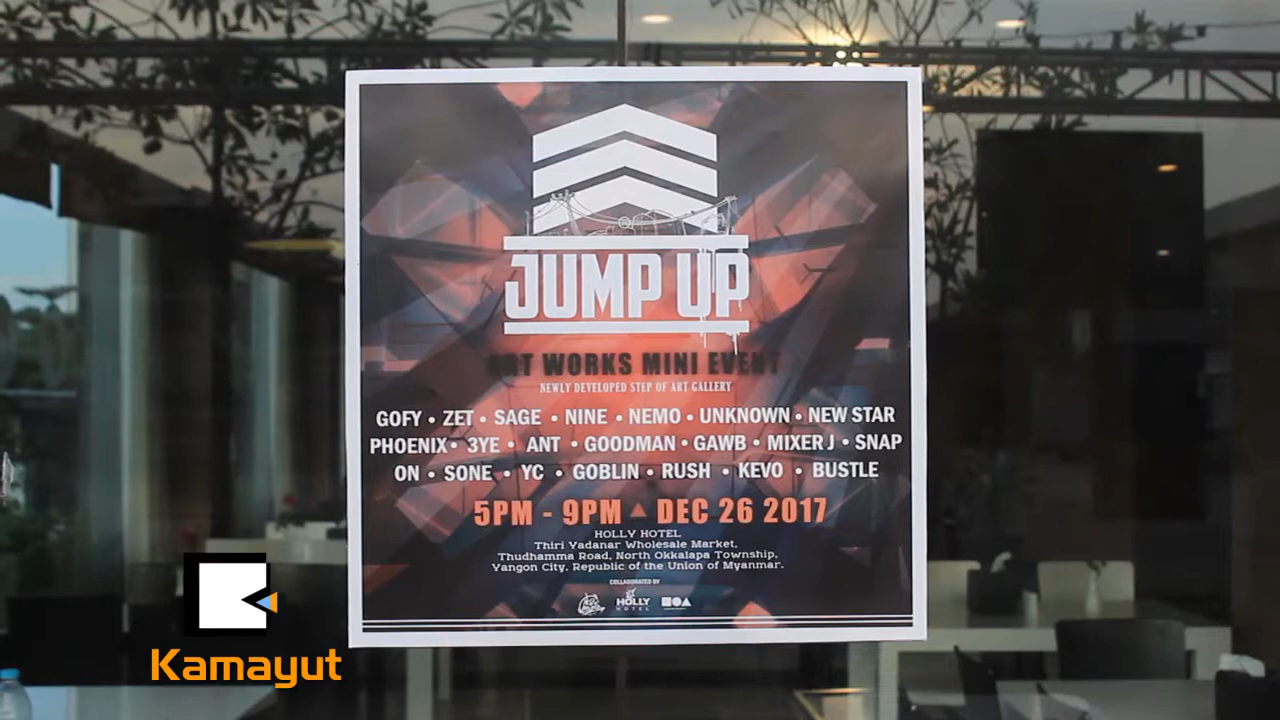 JUMP UP
ART WORKS MINI EVENT
NEWLY DEVELOPED STEP OF ART GALLERY
GOFY • ZET • SAGE • NINE • NEMO • UNKNOWN • NEW STAR
PHOENIX • 3YE • ANT • GOODMAN • GAWB • MIXER J • SNAP
ON • SONE • YC • GOBLIN • RUSH • KEVO • BUSTLE
5PM - 9PM ▲ DEC 26 2017
HOLLY HOTEL
Thiri Yadanar Wholesale Market,
Thudhamma Road, North Okkalapa Township,
Yangon City, Republic of the Union of Myanmar.
COLLABORATED BY
HOLLY
HOTEL
Kamayut